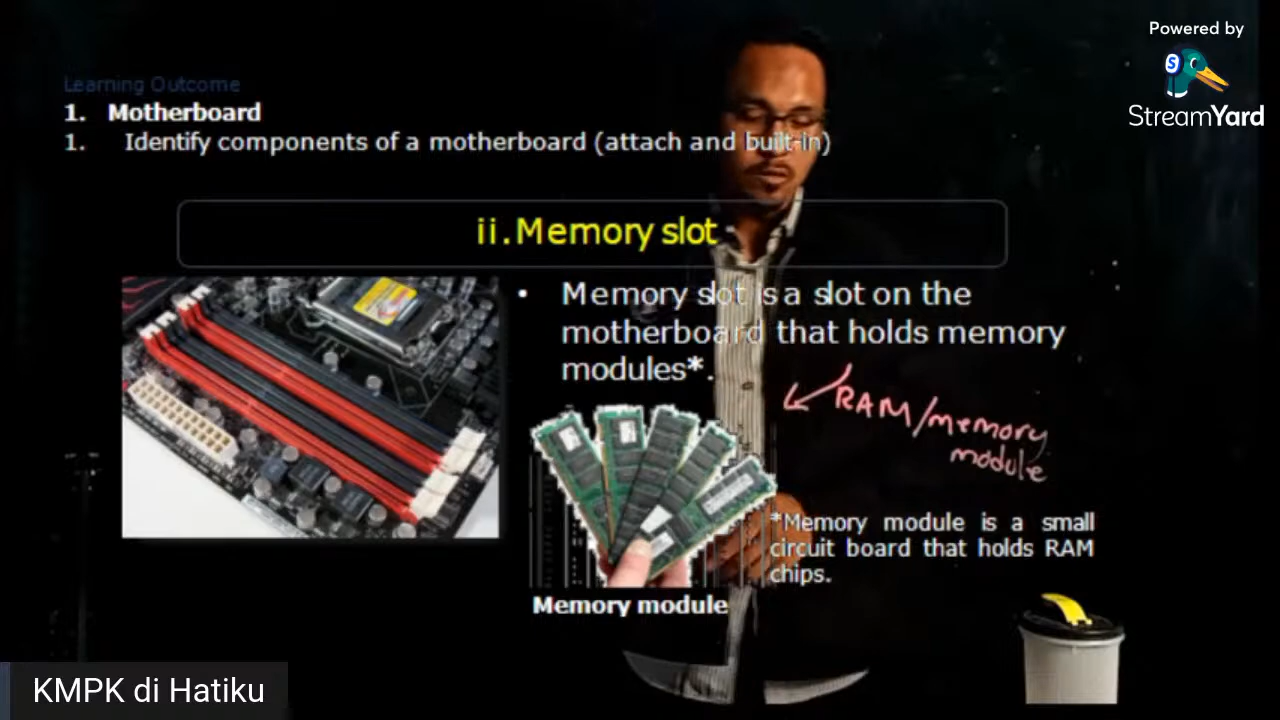 Powered by
StreamYard
Learning Outcome
1. Motherboard
1. Identify components of a motherboard (attach and built-in)
ii.Memory slot
• Memory slot is a slot on the
motherboard that holds memory
modules*.
RAM/memory
module
*Memory module is a small
circuit board that holds RAM
chips.
Memory module
KMPK di Hatiku